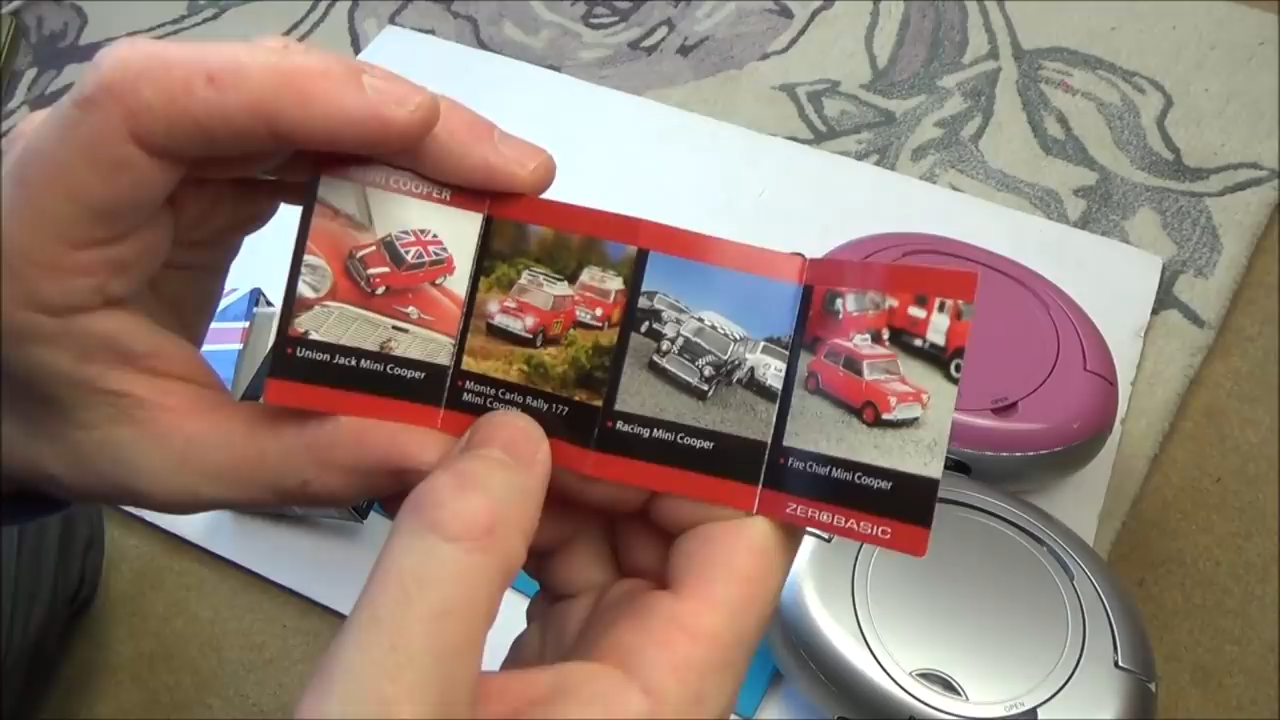 MINI COOPER
• Union Jack Mini Cooper
• Monte Carlo Rally 177
Mini Cooper
• Racing Mini Cooper
• Fire Chief Mini Cooper
ZEROBASIC
OPEN
OPEN